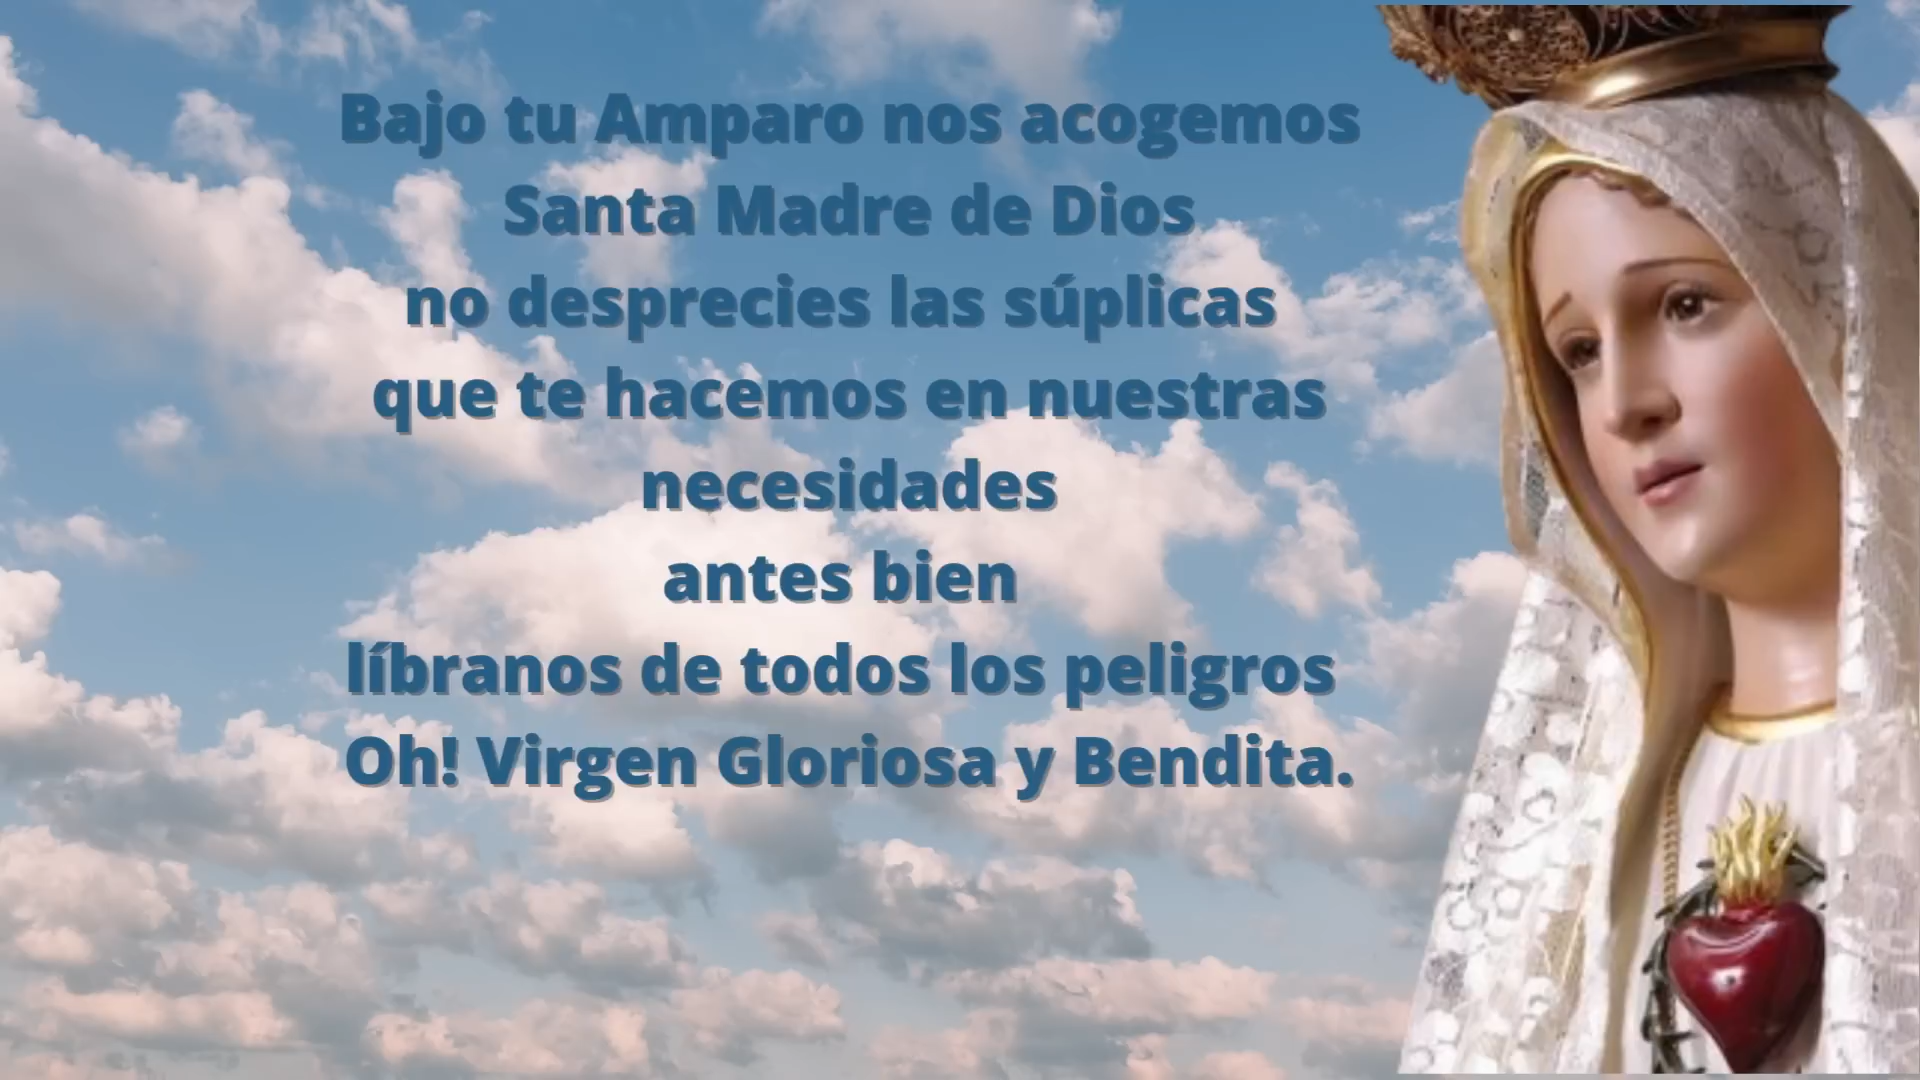 Bajo tu Amparo nos acogemos
Santa Madre de Dios
no desprecies las súplicas
que te hacemos en nuestras
necesidades
antes bien
líbranos de todos los peligros
Oh! Virgen Gloriosa y Bendita.